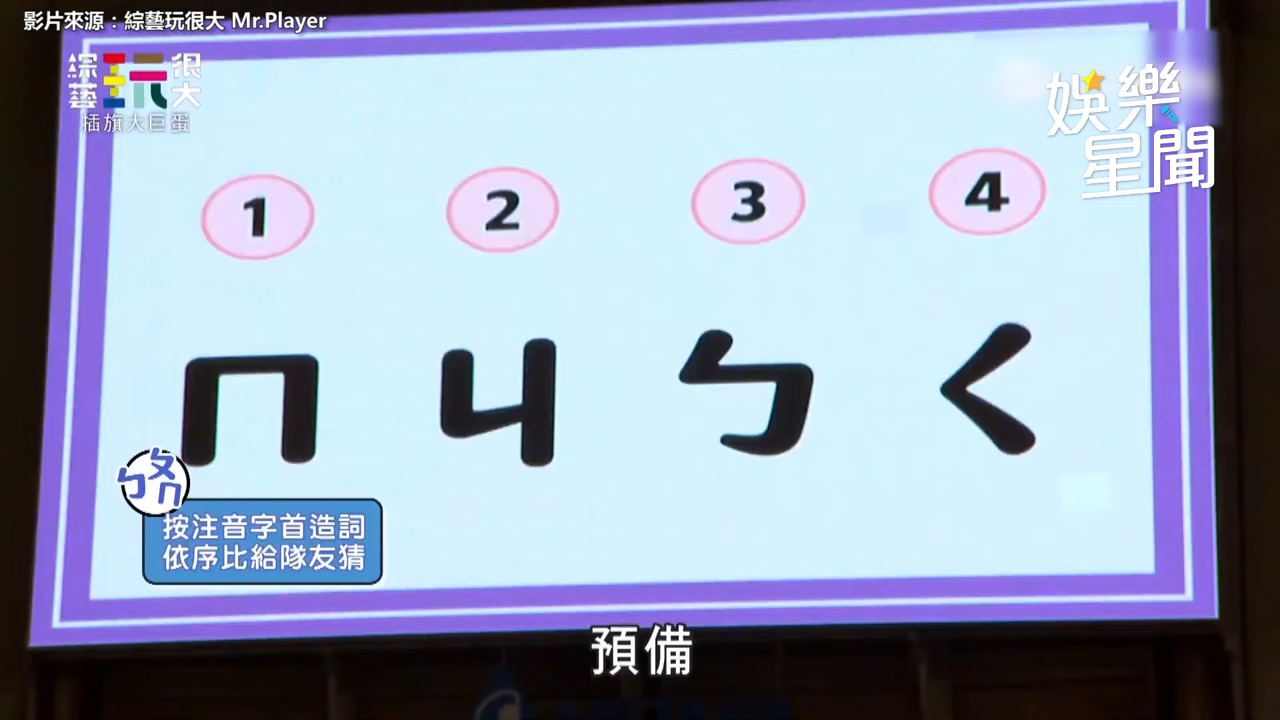 影片來源：綜藝玩很大 Mr.Player
綜藝玩很大
插旗大巨蛋
娛樂
星聞
1 2 3 4
ㄇ ㄐ ㄅ ㄑ
ㄅㄆㄇ
按注音字首造詞
依序比給隊友猜
預備